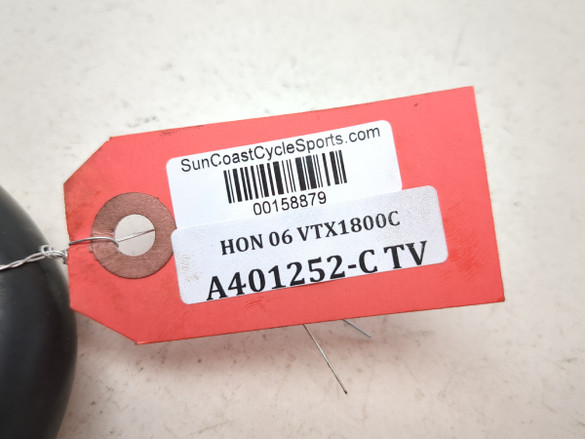 SunCoastCycleSports.com
00158879
HON 06 VTX1800C
A401252-C TV